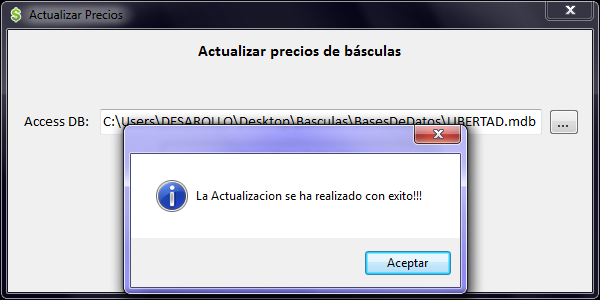 Actualizar Precios
Actualizar precios de básculas
Access DB: C:\Users\DESAROLLO\Desktop\Basculas\BasesDeDatos\LIBERTAD.mdb ...
La Actualizacion se ha realizado con exito!!!
Aceptar